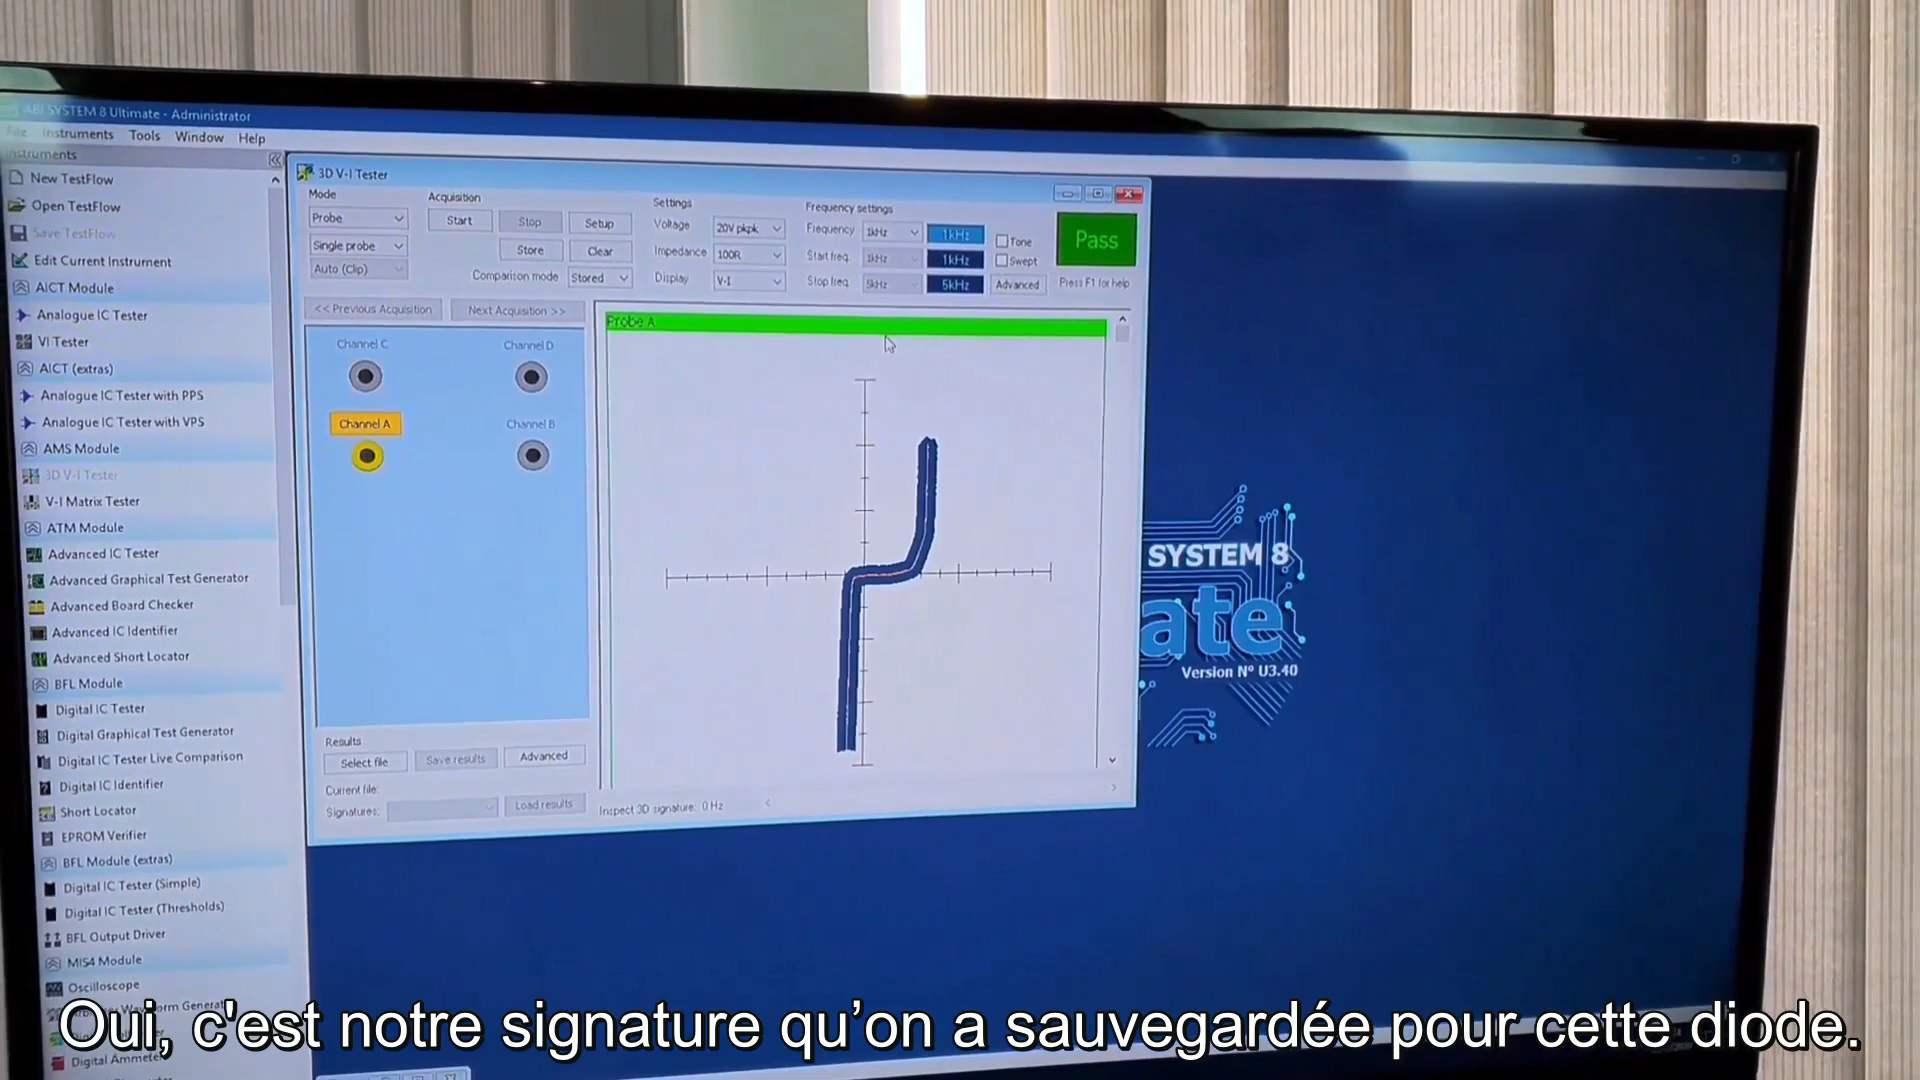 ABI SYSTEM 8 Ultimate - Administrator
File Instruments Tools Window Help
Instruments
New TestFlow
Open TestFlow
Save TestFlow
Edit Current Instrument
AICT Module
Analogue IC Tester
VI Tester
AICT (extras)
Analogue IC Tester with PPS
Analogue IC Tester with VPS
AMS Module
3D V-I Tester
V-I Matrix Tester
ATM Module
Advanced IC Tester
Advanced Graphical Test Generator
Advanced Board Checker
Advanced IC Identifier
Advanced Short Locator
BFL Module
Digital IC Tester
Digital Graphical Test Generator
Digital IC Tester Live Comparison
Digital IC Identifier
Short Locator
EPROM Verifier
BFL Module (extras)
Digital IC Tester (Simple)
Digital IC Tester (Thresholds)
BFL Output Driver
MIS4 Module
Oscilloscope
Digital Ammeter
3D V-I Tester
Mode
Probe
Single probe
Auto (Clip)
Acquisition
Start Stop Setup
Store Clear
Comparison mode Stored
Settings
Voltage 20V pkpk
Impedance 100R
Display V-I
Frequency settings
Frequency 1kHz 1kHz
Start freq. 1kHz 1kHz
Stop freq. 5kHz 5kHz
Tone
Swept
Advanced
Pass
Press F1 for help
<< Previous Acquisition Next Acquisition >>
Channel C Channel D
Channel A Channel B
Probe A
Results
Select file Save results Advanced
Current file:
Signatures: Load results
Inspect 3D signature: 0 Hz
SYSTEM 8
ate
Version Nº U3.40
Oui, c'est notre signature qu’on a sauvegardée pour cette diode.